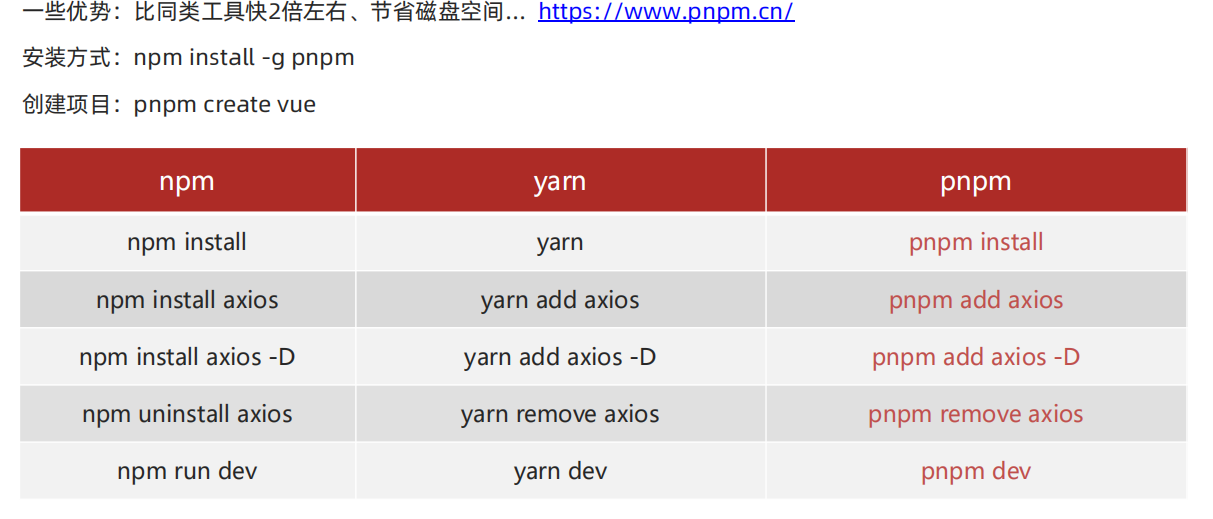 一些优势：比同类工具快2倍左右、节省磁盘空间... https://www.pnpm.cn/
安装方式：npm install -g pnpm
创建项目：pnpm create vue
npm yarn pnpm
npm install yarn pnpm install
npm install axios yarn add axios pnpm add axios
npm install axios -D yarn add axios -D pnpm add axios -D
npm uninstall axios yarn remove axios pnpm remove axios
npm run dev yarn dev pnpm dev